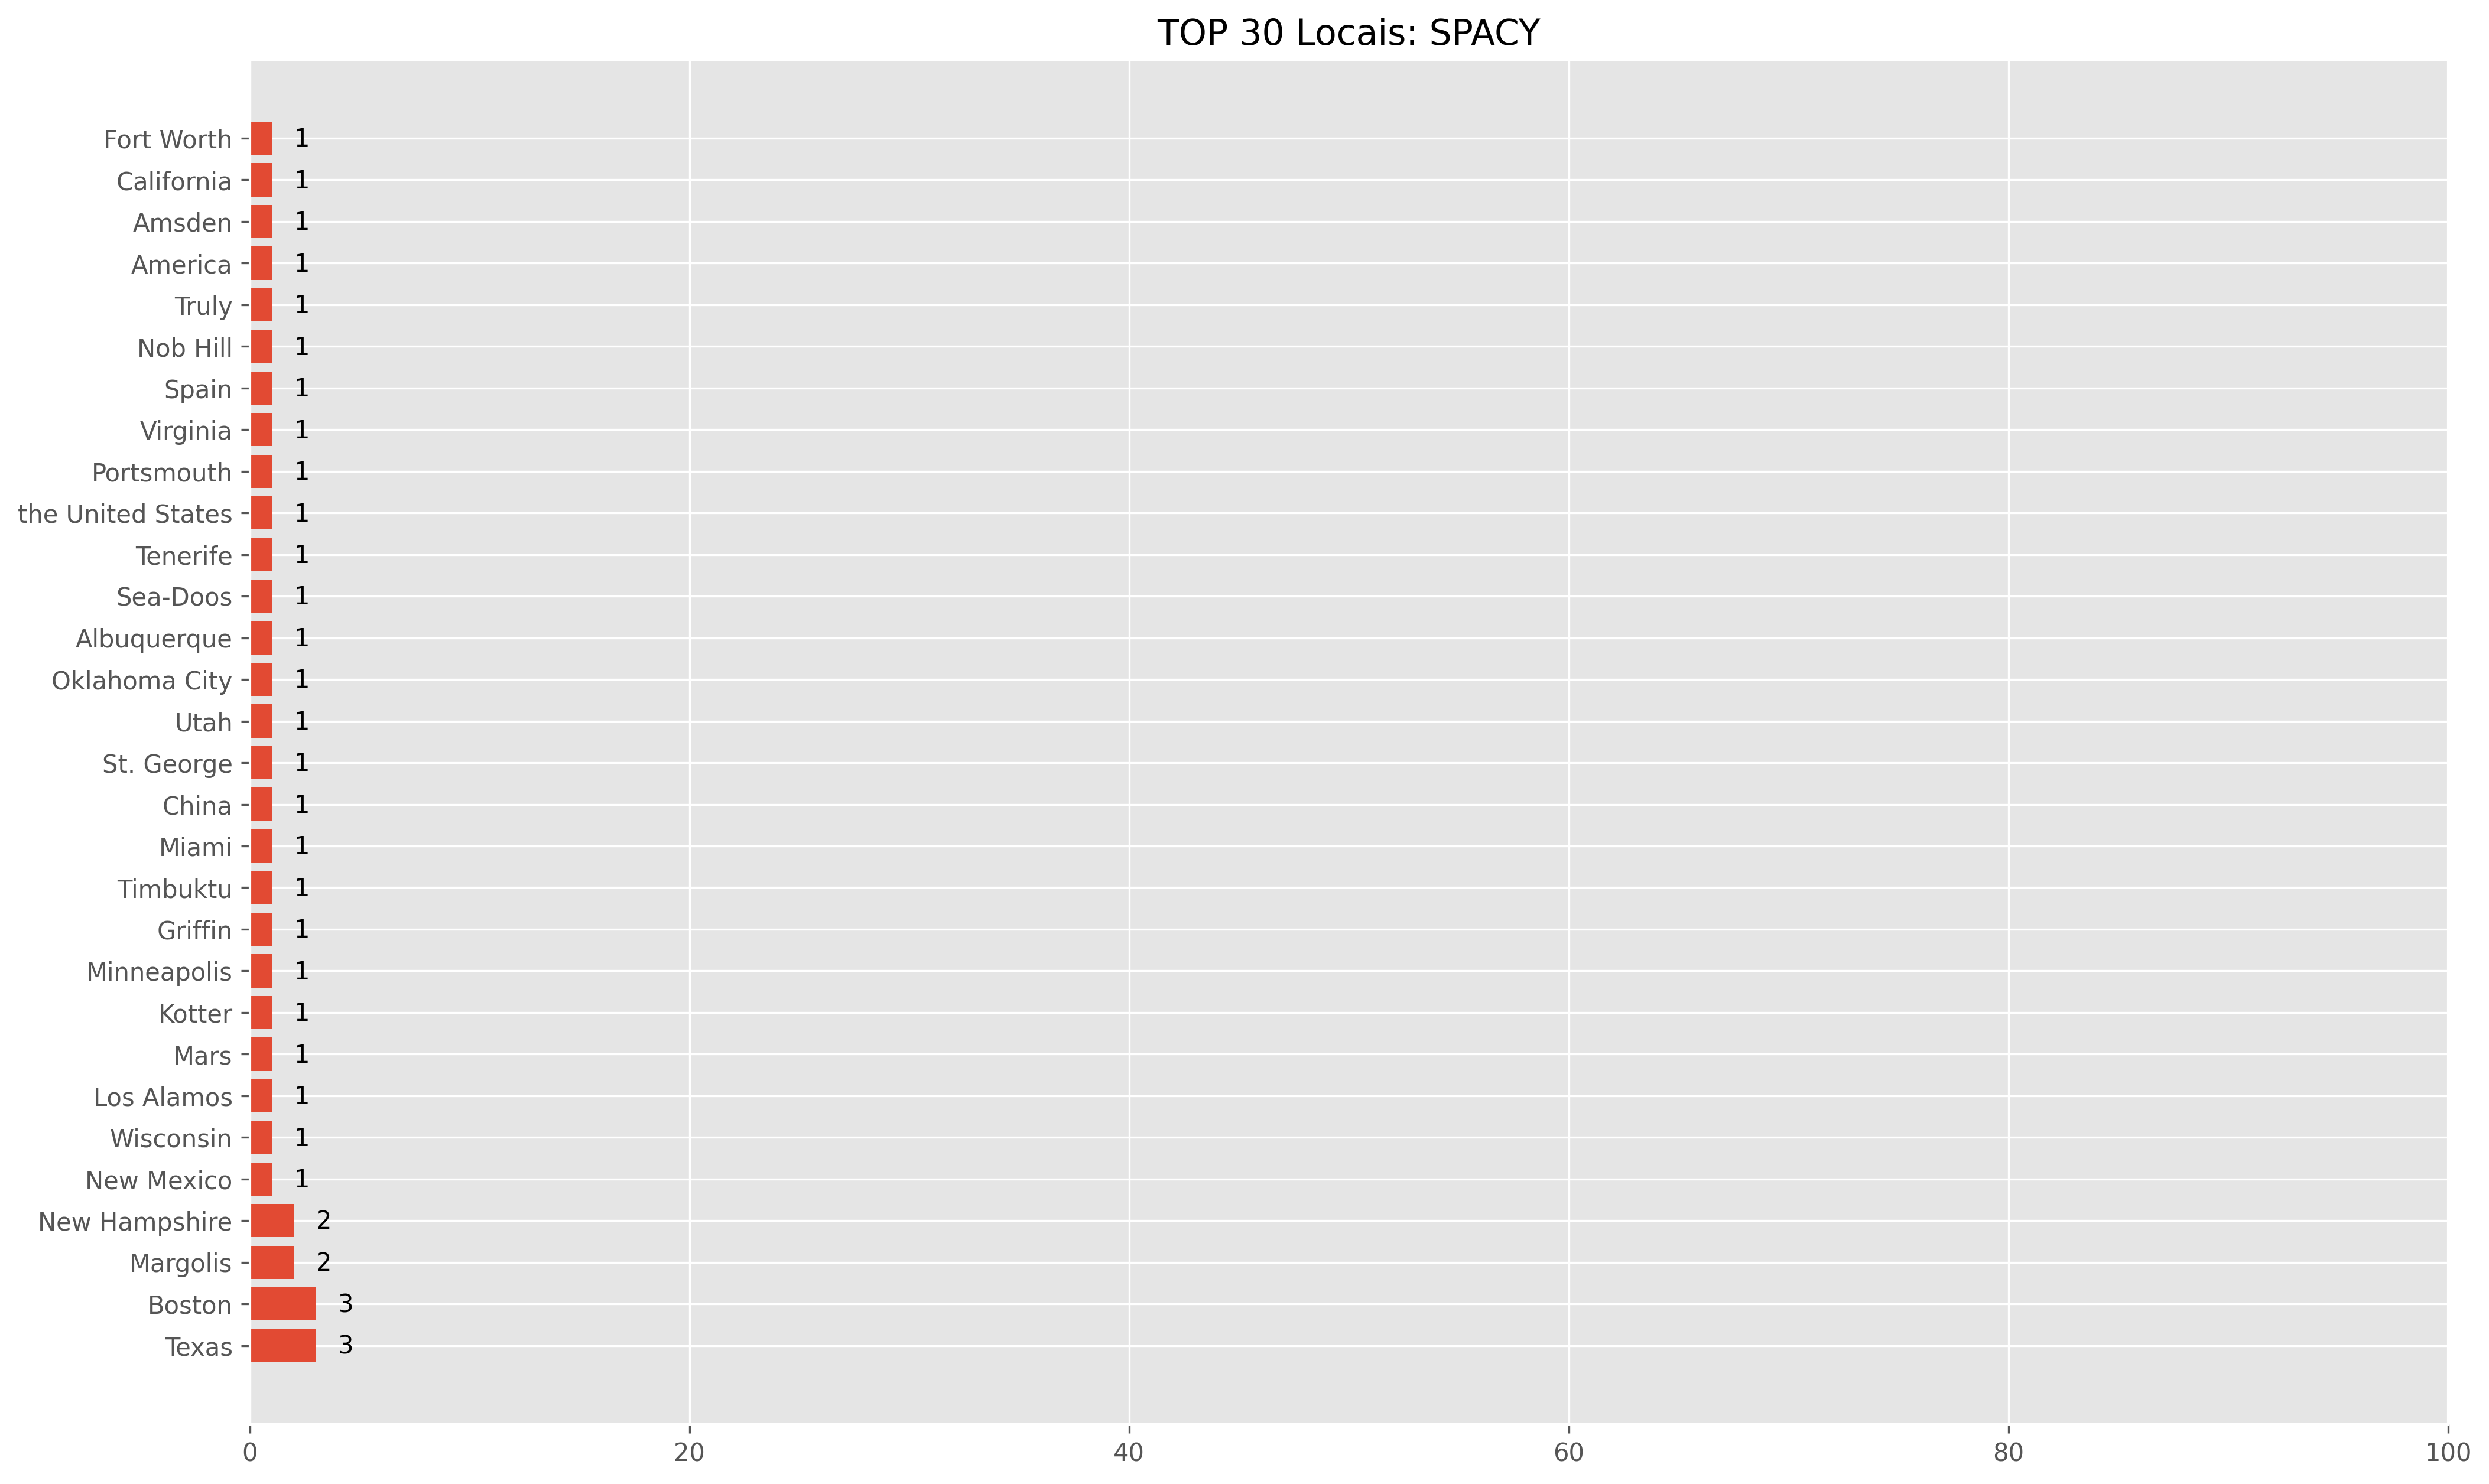 TOP 30 Locais: SPACY
Fort Worth 1
California 1
Amsden 1
America 1
Truly 1
Nob Hill 1
Spain 1
Virginia 1
Portsmouth 1
the United States 1
Tenerife 1
Sea-Doos 1
Albuquerque 1
Oklahoma City 1
Utah 1
St. George 1
China 1
Miami 1
Timbuktu 1
Griffin 1
Minneapolis 1
Kotter 1
Mars 1
Los Alamos 1
Wisconsin 1
New Mexico 1
New Hampshire 2
Margolis 2
Boston 3
Texas 3
0 20 40 60 80 100